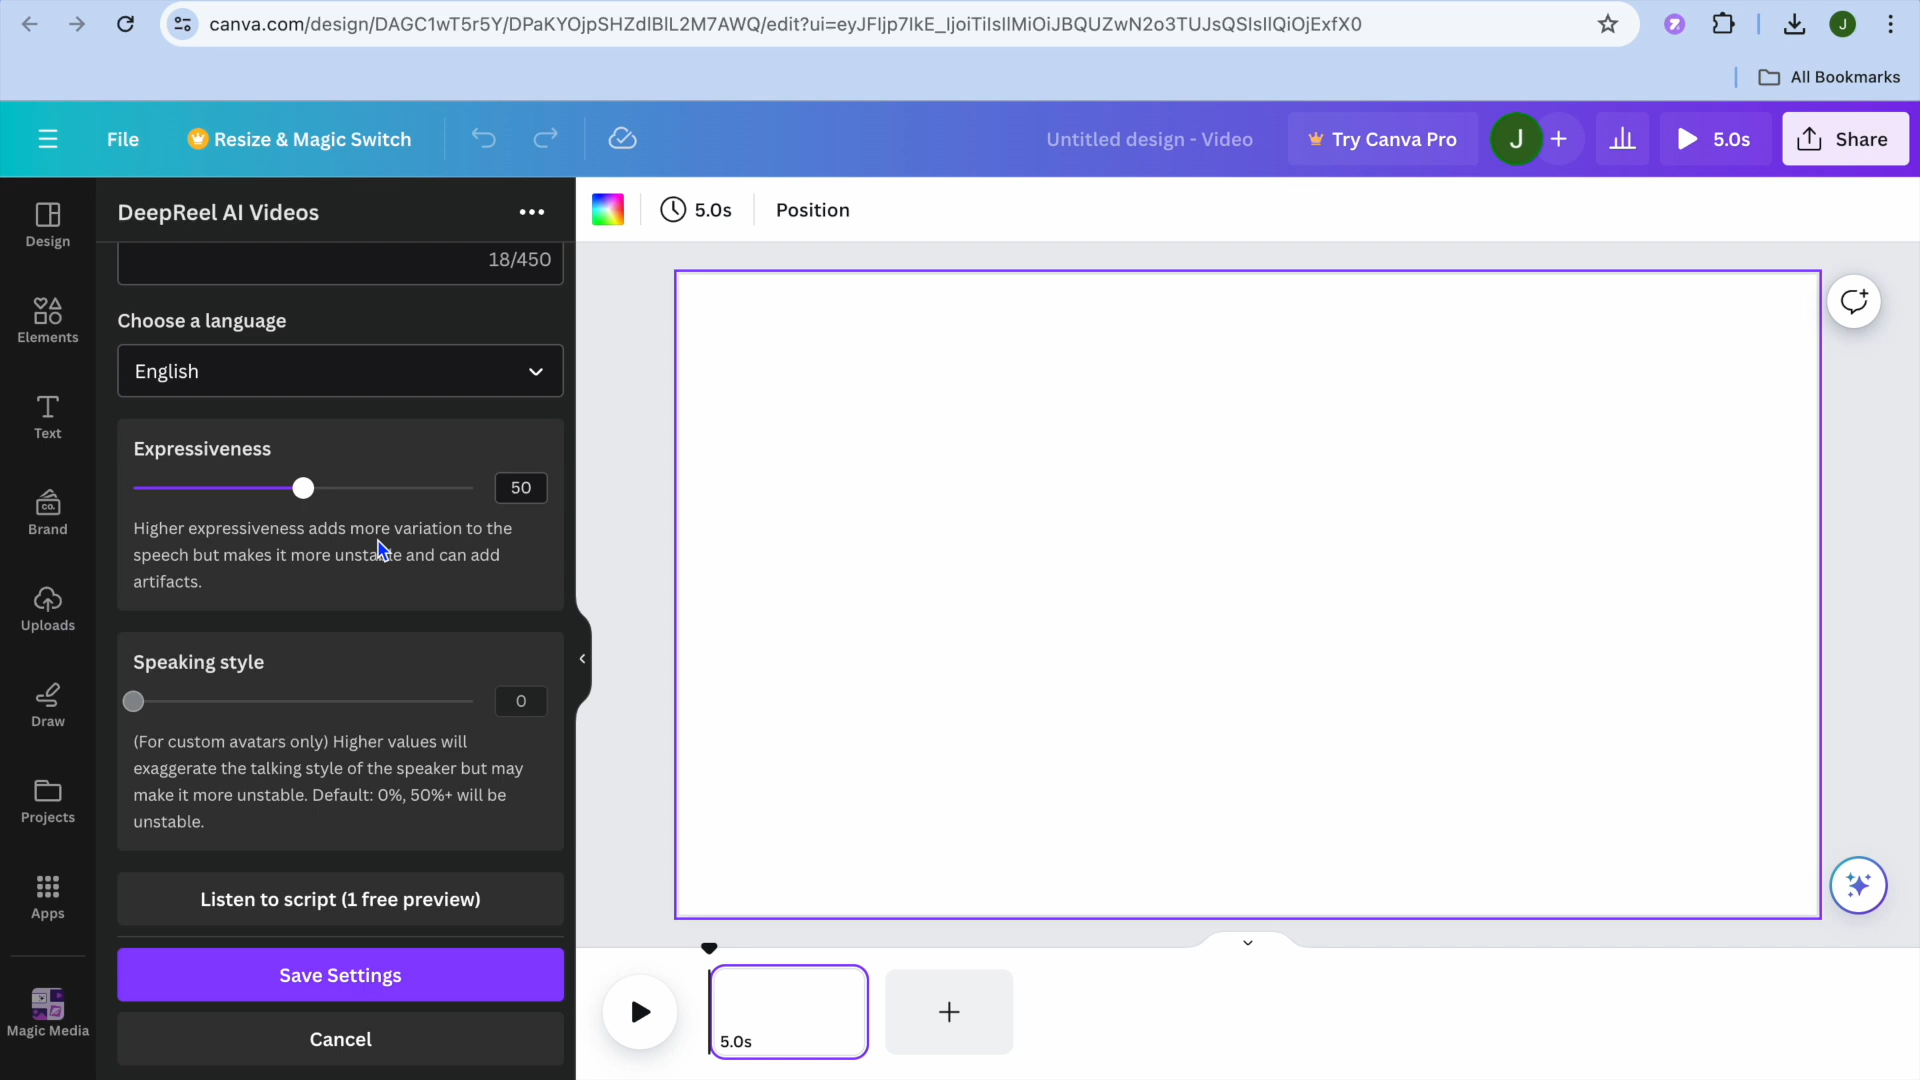 canva.com/design/DAGC1wT5r5Y/DPaKYOjpSHZdlBlL2M7AWQ/edit?ui=eyJFIjp7IkE_IjoiTiIsIlMiOiJBQUZwN2o3TUJsQSIsIlQiOjExfX0
J
All Bookmarks
File
Resize & Magic Switch
Untitled design - Video
Try Canva Pro
J
5.0s
Share
Design
Elements
Text
CO.
Brand
Uploads
Draw
Projects
Apps
Magic Media
DeepReel AI Videos
18/450
Choose a language
English
Expressiveness
50
Higher expressiveness adds more variation to the
speech but makes it more unstable and can add
artifacts.
Speaking style
0
(For custom avatars only) Higher values will
exaggerate the talking style of the speaker but may
make it more unstable. Default: 0%, 50%+ will be
unstable.
Listen to script (1 free preview)
Save Settings
Cancel
5.0s
Position
5.0s